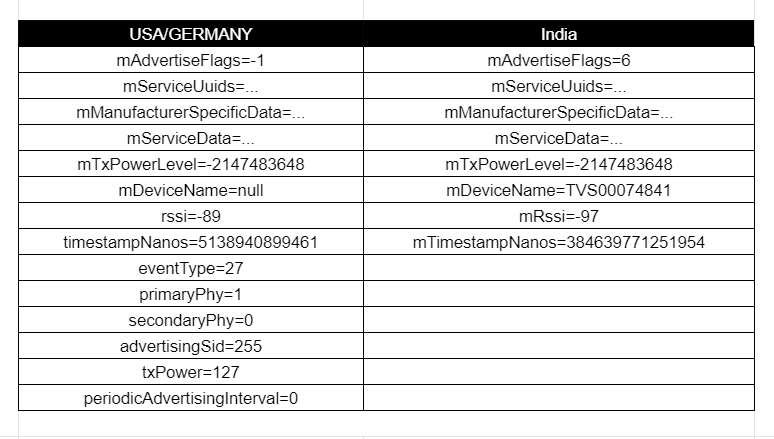 USA/GERMANY India
mAdvertiseFlags=-1 mAdvertiseFlags=6
mServiceUuids=... mServiceUuids=...
mManufacturerSpecificData=... mManufacturerSpecificData=...
mServiceData=... mServiceData=...
mTxPowerLevel=-2147483648 mTxPowerLevel=-2147483648
mDeviceName=null mDeviceName=TVS00074841
rssi=-89 mRssi=-97
timestampNanos=5138940899461 mTimestampNanos=384639771251954
eventType=27
primaryPhy=1
secondaryPhy=0
advertisingSid=255
txPower=127
periodicAdvertisingInterval=0